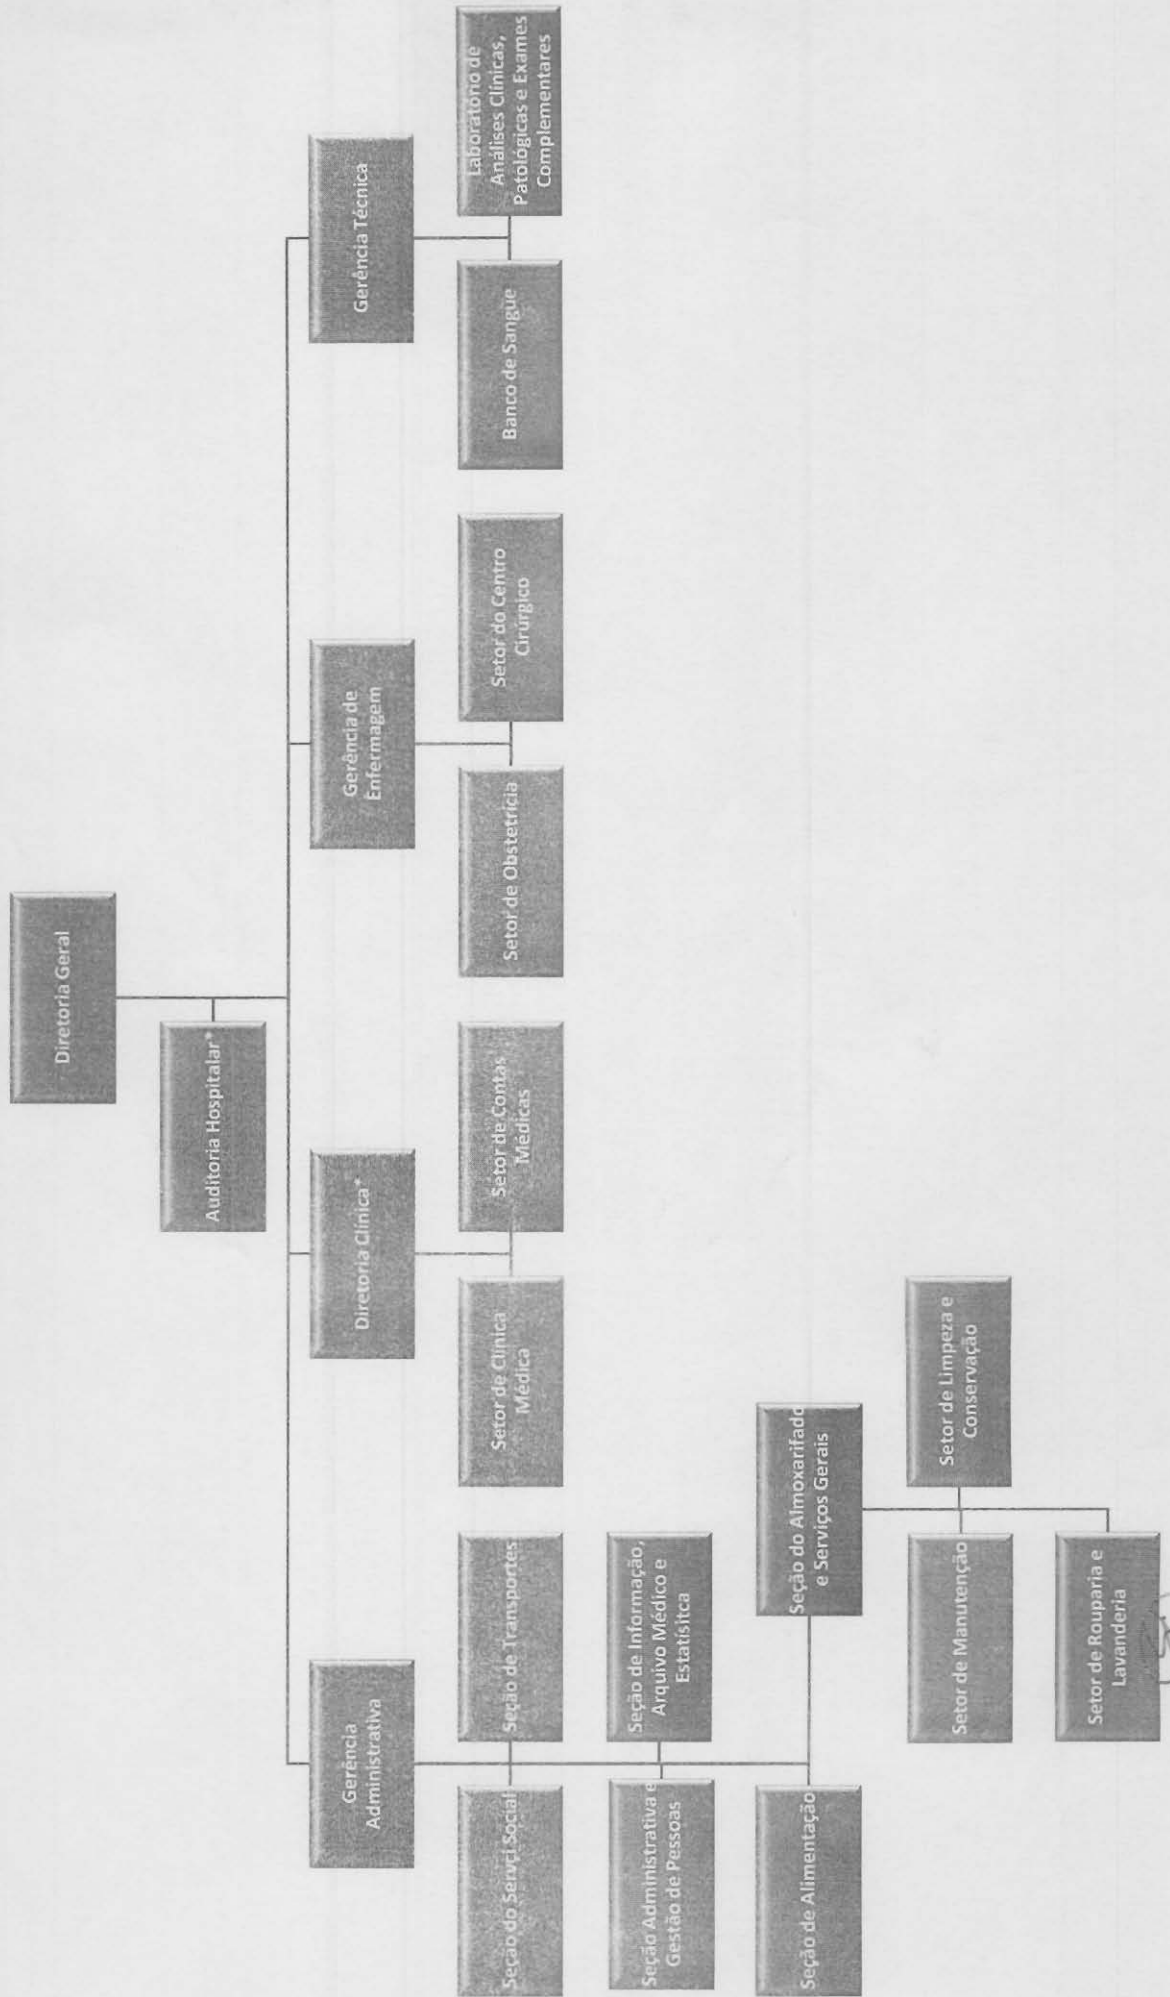 Diretoria Geral
Auditoria Hospitalar*
Gerência
Administrativa
Diretoria Clínica*
Gerência de
Enfermagem
Gerência Técnica
Seção do Servçi Social
Seção de Transportes
Setor de Clínica
Médica
Setor de Contas
Médicas
Setor de Obstetrícia
Setor do Centro
Cirúrgico
Banco de Sangue
Laboratório de
Análises Clínicas,
Patológicas e Exames
Complementares
Seção Administrativa e
Gestão de Pessoas
Seção de Informação,
Arquivo Médico e
Estatísitca
Seção de Alimentação
Seção do Almoxarifado
e Serviços Gerais
Setor de Manutenção
Setor de Limpeza e
Conservação
Setor de Rouparia e
Lavanderia